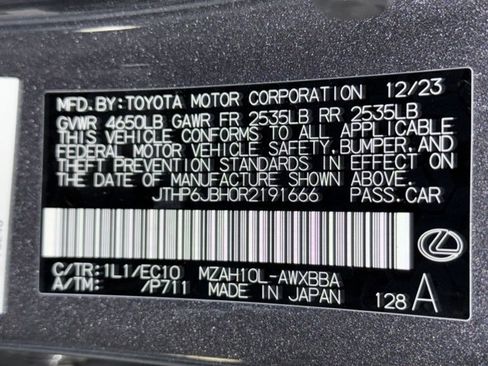 MFD.BY: TOYOTA MOTOR CORPORATION 12/23
GVWR 4650LB GAWR FR 2535LB RR 2535LB
THIS VEHICLE CONFORMS TO ALL APPLICABLE
FEDERAL MOTOR VEHICLE SAFETY,BUMPER,AND
THEFT PREVENTION STANDARDS IN EFFECT ON
THE DATE OF MANUFACTURE SHOWN ABOVE.
JTHP6JBH0R2191666 PASS.CAR
C/TR:1L1/EC10 MZAH10L-AWXBBA
A/TM: /P711 MADE IN JAPAN 128 A